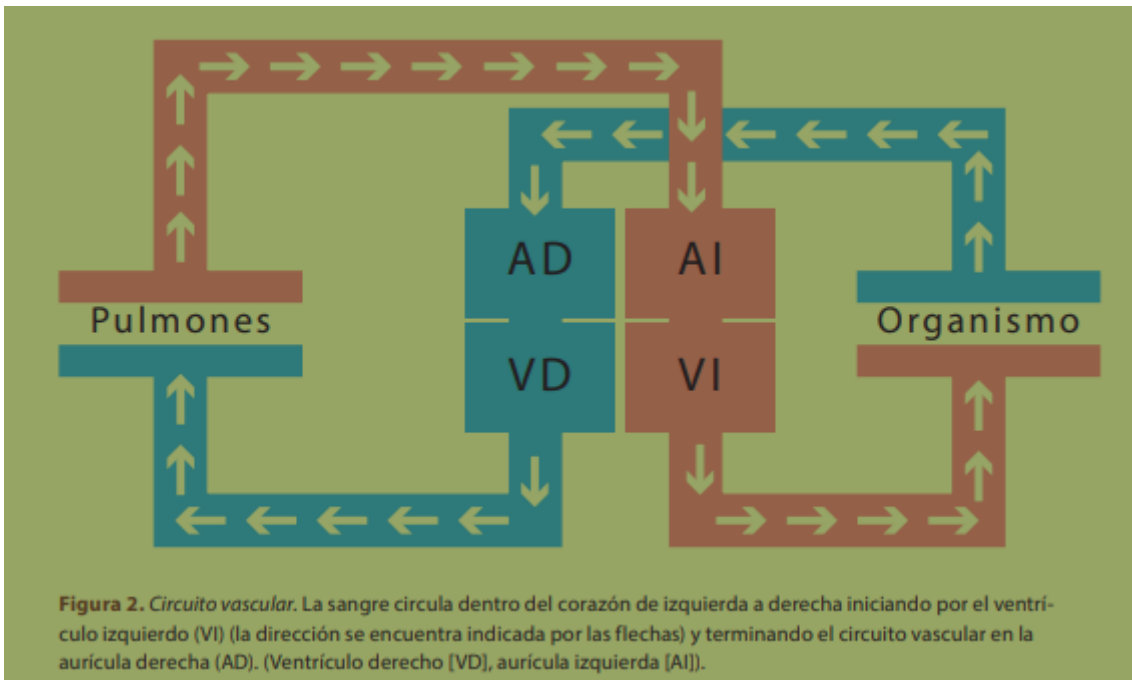 AD
AI
Pulmones
Organismo
VD
VI
Figura 2. Circuito vascular. La sangre circula dentro del corazón de izquierda a derecha iniciando por el ventrí-
culo izquierdo (VI) (la dirección se encuentra indicada por las flechas) y terminando el circuito vascular en la
aurícula derecha (AD). (Ventrículo derecho [VD], aurícula izquierda [AI]).